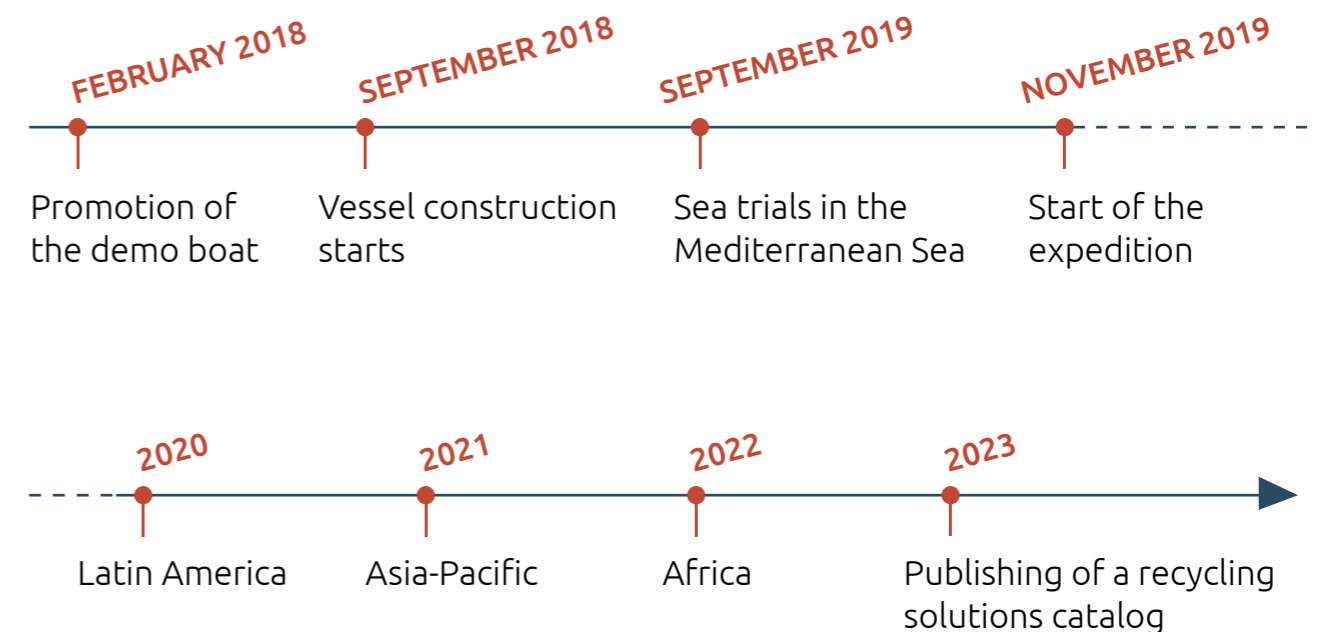 FEBRUARY 2018
SEPTEMBER 2018
SEPTEMBER 2019
NOVEMBER 2019
Promotion of
the demo boat
Vessel construction
starts
Sea trials in the
Mediterranean Sea
Start of the
expedition
2020
2021
2022
2023
Latin America
Asia-Pacific
Africa
Publishing of a recycling
solutions catalog